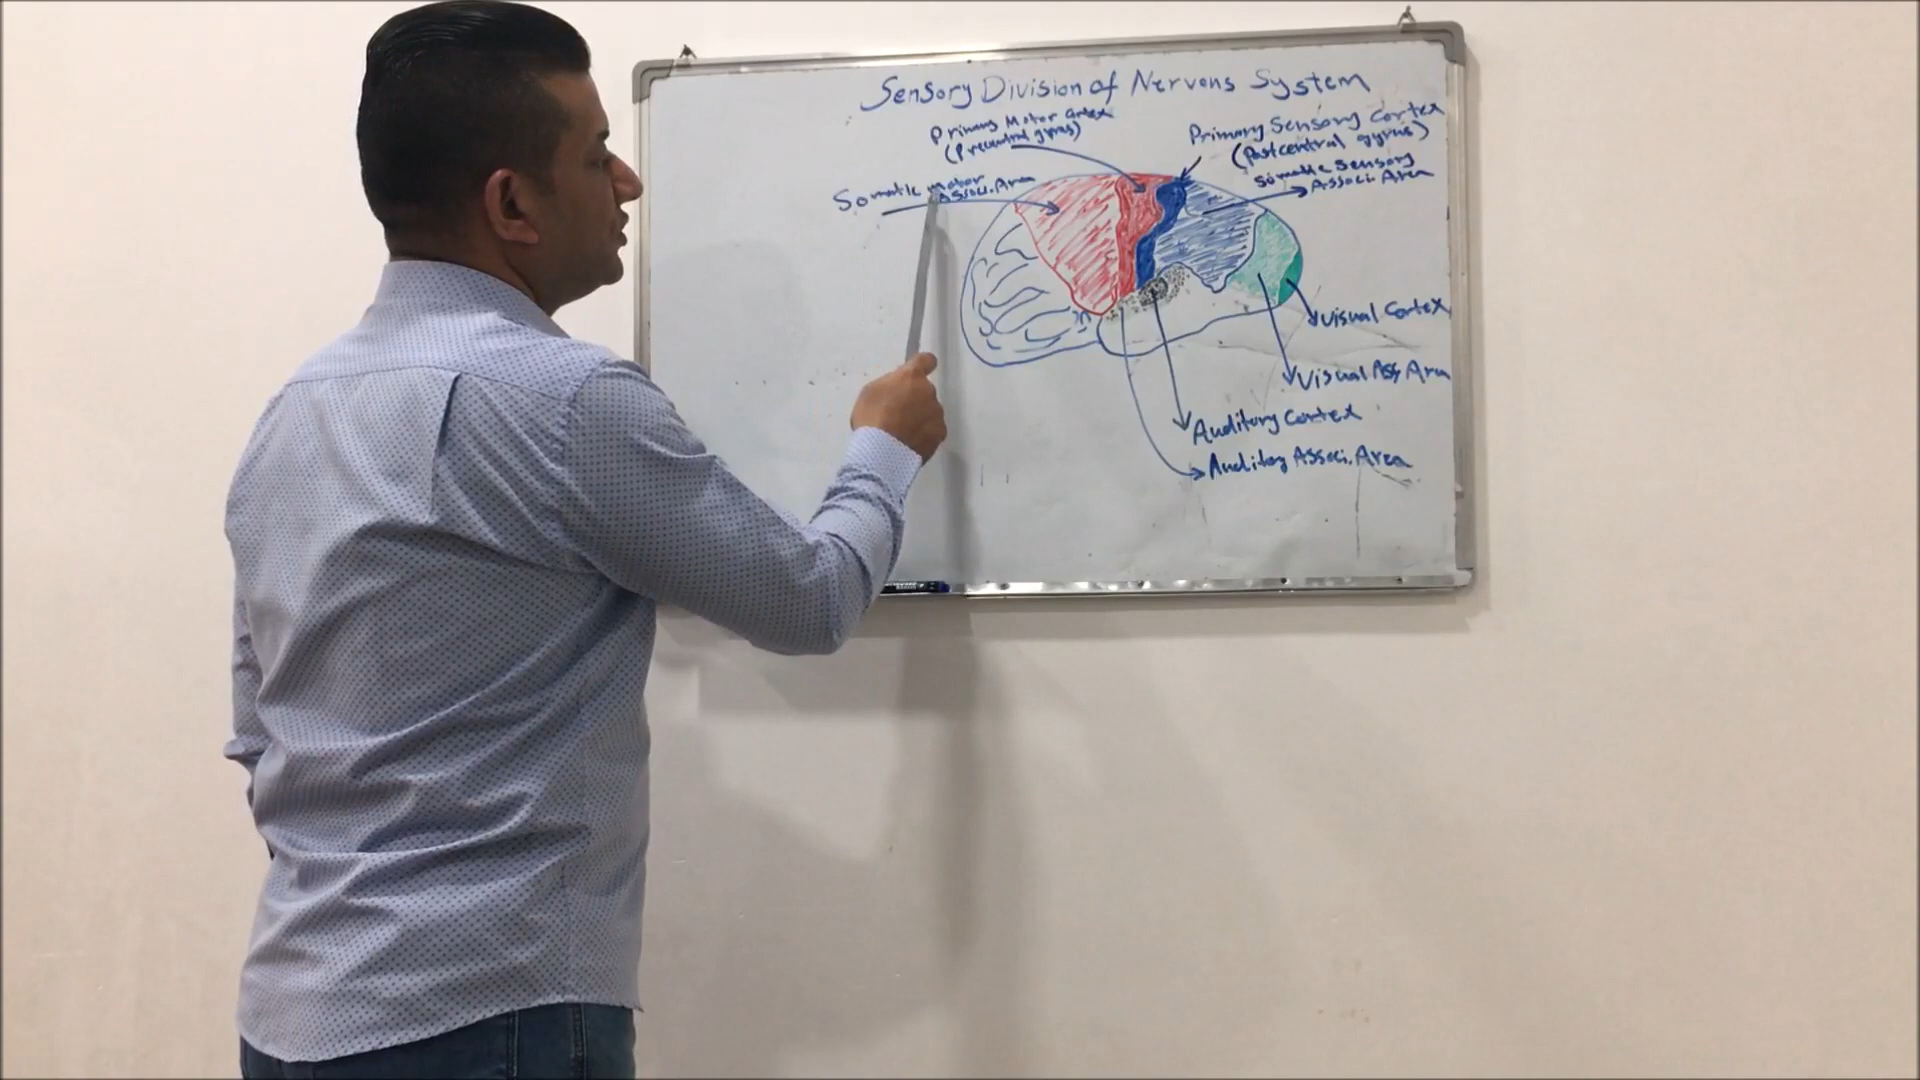 Sensory Division of Nervous System
Primary Motor Cortex
(Precentral gyrus)
Primary Sensory Cortex
(Postcentral gyrus)
Somatic Sensory
Associ. Area
Somatic motor
Associ. Area
Visual Cortex
Visual Ass Area
Auditory Cortex
Auditory Associ. Area